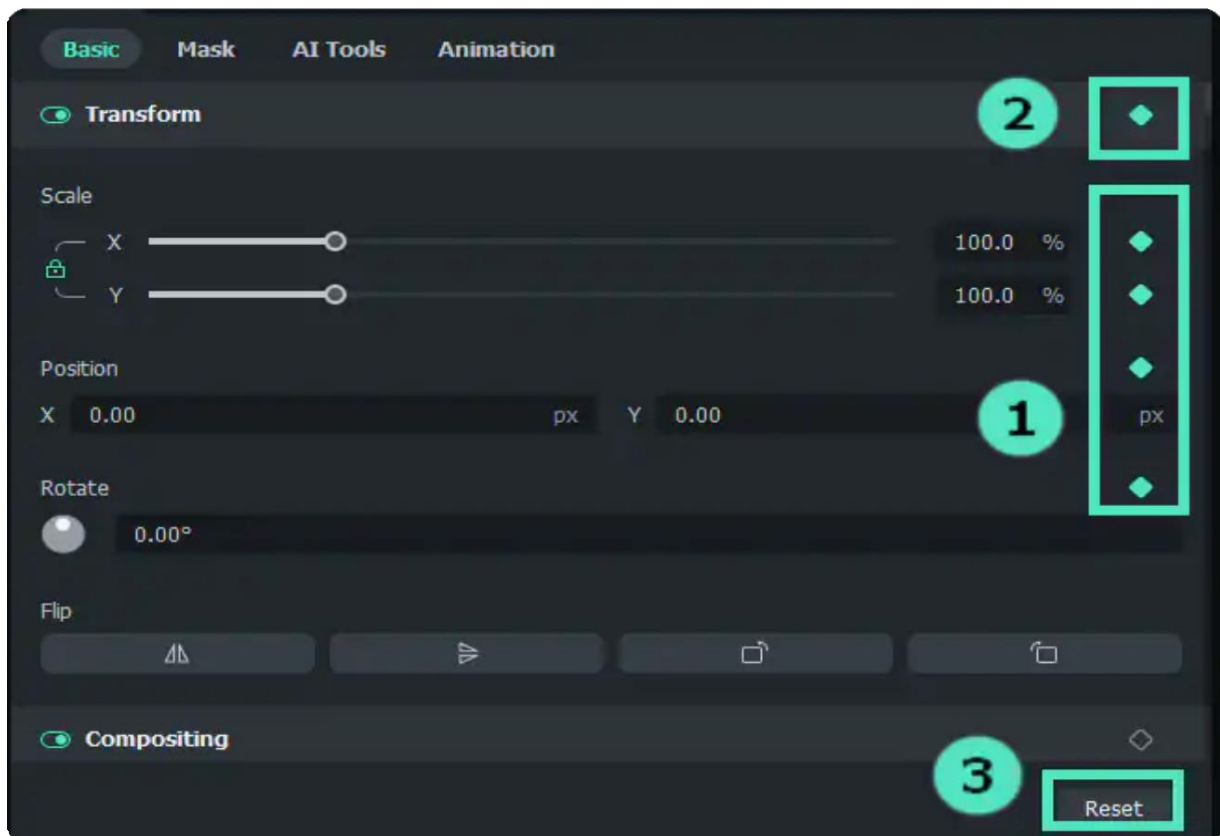 Basic Mask AI Tools Animation
Transform
2
Scale
X 100.0 %
Y 100.0 %
Position
X 0.00 px Y 0.00 px
1
Rotate
0.00°
Flip
Compositing
3
Reset